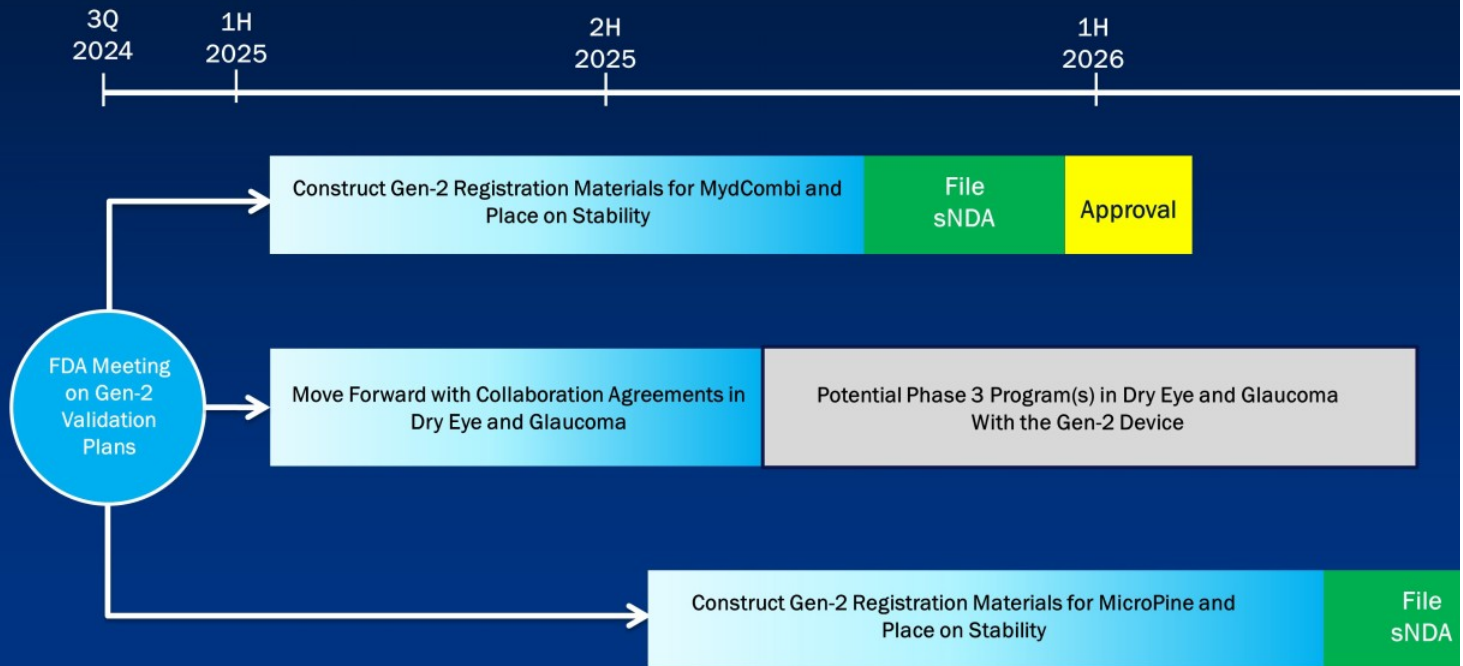 3Q
2024
1H
2025
2H
2025
1H
2026
Construct Gen-2 Registration Materials for MydCombi and
Place on Stability
File
sNDA
Approval
FDA Meeting
on Gen-2
Validation
Plans
Move Forward with Collaboration Agreements in
Dry Eye and Glaucoma
Potential Phase 3 Program(s) in Dry Eye and Glaucoma
With the Gen-2 Device
Construct Gen-2 Registration Materials for MicroPine and
Place on Stability
File
sNDA